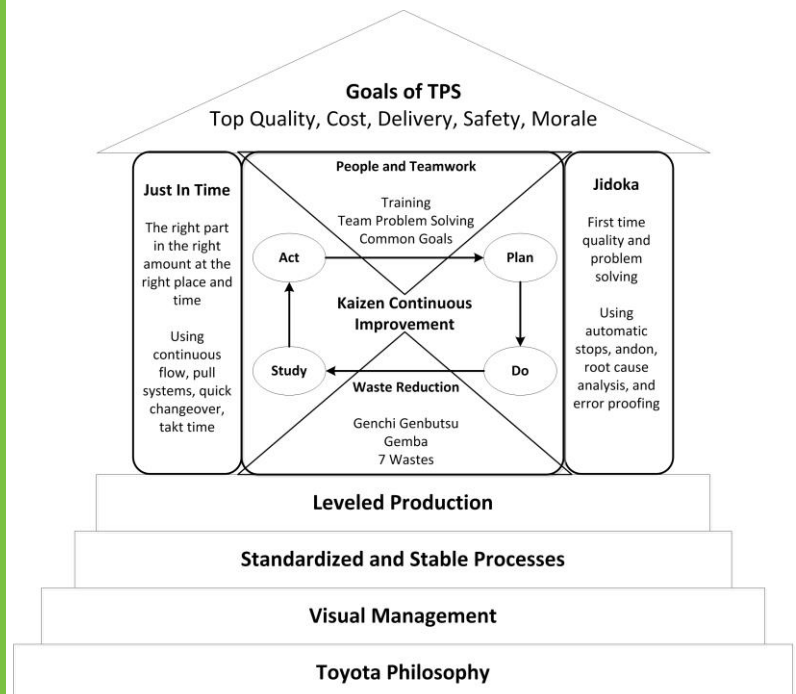 Goals of TPS
Top Quality, Cost, Delivery, Safety, Morale
Just In Time
The right part
in the right
amount at the
right place and
time
Using
continuous
flow, pull
systems, quick
changeover,
takt time
People and Teamwork
Training
Team Problem Solving
Common Goals
Act
Plan
Kaizen Continuous
Improvement
Study
Do
Waste Reduction
Genchi Genbutsu
Gemba
7 Wastes
Jidoka
First time
quality and
problem
solving
Using
automatic
stops, andon,
root cause
analysis, and
error proofing
Leveled Production
Standardized and Stable Processes
Visual Management
Toyota Philosophy